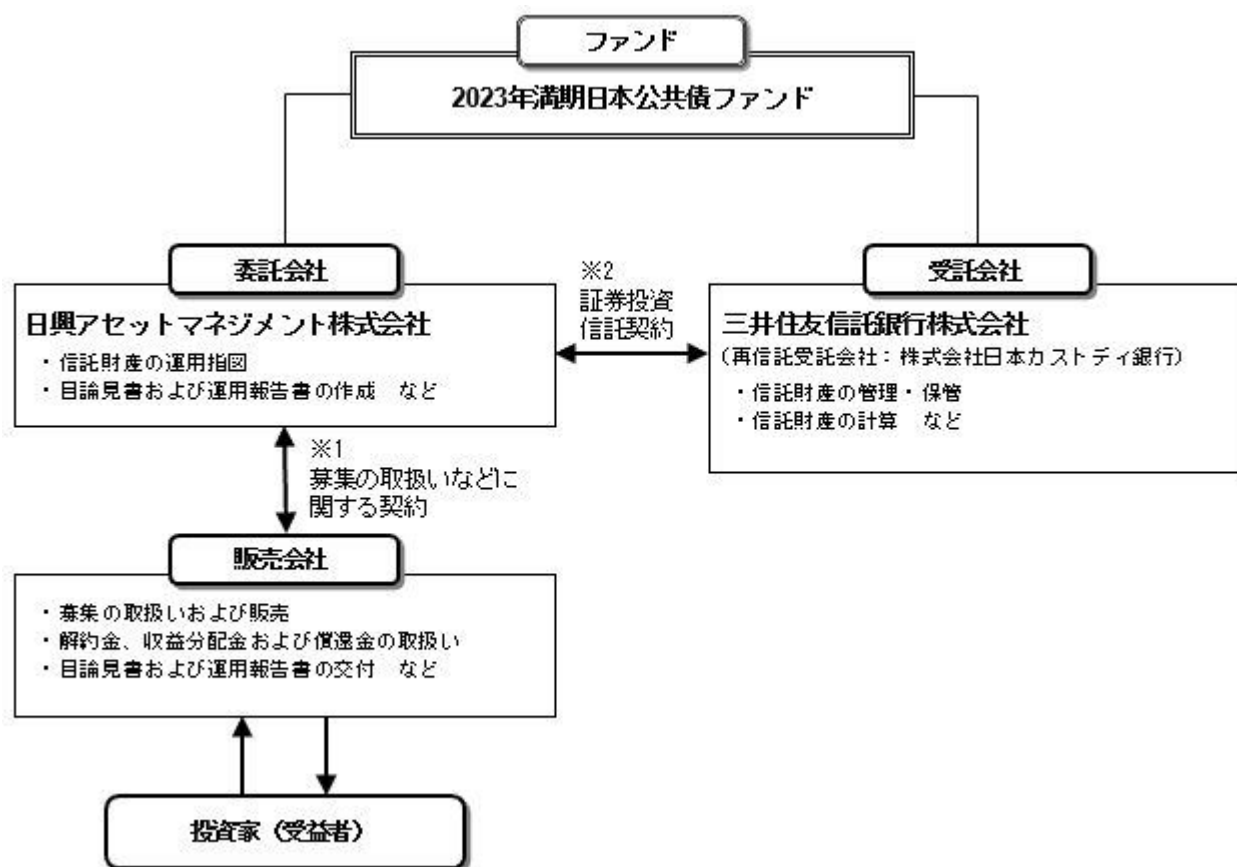 ファンド
2023年満期日本公共債ファンド
委託会社
日興アセットマネジメント株式会社
・信託財産の運用指図
・目論見書および運用報告書の作成 など
※2
証券投資
信託契約
受託会社
三井住友信託銀行株式会社
(再信託受託会社:株式会社日本カストディ銀行)
・信託財産の管理・保管
・信託財産の計算 など
※1
募集の取扱いなどに
関する契約
販売会社
・募集の取扱いおよび販売
・解約金、収益分配金および償還金の取扱い
・目論見書および運用報告書の交付 など
投資家(受益者)